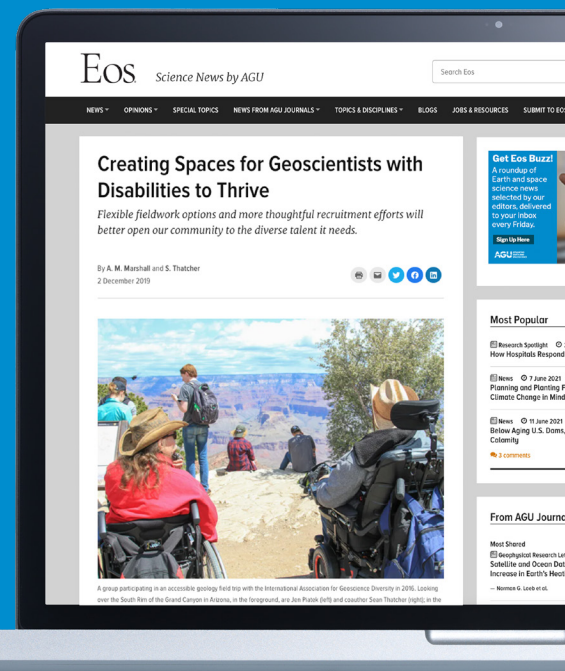 Eos
Science News by AGU
Search Eos
NEWS
OPINIONS
SPECIAL TOPICS
NEWS FROM AGU JOURNALS
TOPICS & DISCIPLINES
BLOGS
JOBS & RESOURCES
SUBMIT TO EOS
Creating Spaces for Geoscientists with
Disabilities to Thrive
Flexible fieldwork options and more thoughtful recruitment efforts will
better open our community to the diverse talent it needs.
By A. M. Marshall and S. Thatcher
2 December 2019
A group participating in an accessible geology field trip with the International Association for Geoscience Diversity in 2016. Looking
over the South Rim of the Grand Canyon in Arizona, in the foreground, are Jen Piatek (left) and coauthor Sean Thatcher (right); in the
Get Eos Buzz!
A roundup of
Earth and space
science news
selected by our
editors, delivered
to your inbox
every Friday.
Sign Up Here
AGU
Most Popular
Research Spotlight
How Hospitals Respond
News 7 June 2021
Planning and Planting F
Climate Change in Mind
News 11 June 2021
Below Aging U.S. Dams,
Calamity
3 comments
From AGU Journa
Most Shared
Geophysical Research Let
Satellite and Ocean Dat
Increase in Earth's Heat
— Norman G. Loeb et al.